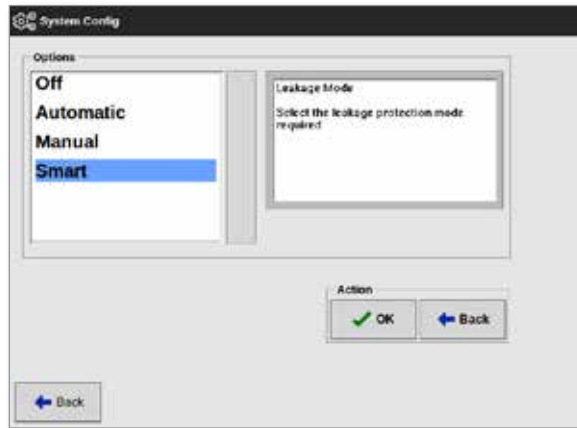 System Config
Options
Off
Automatic
Manual
Smart
Leakage Mode
Select the leakage protection mode
required
Action
OK
Back
Back